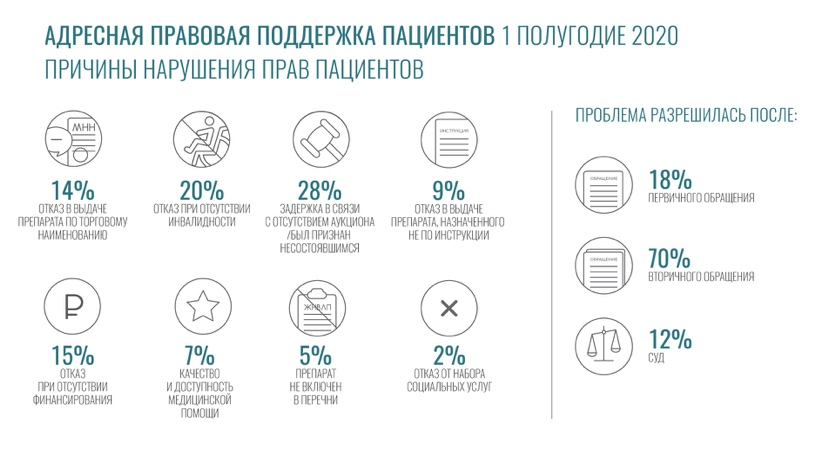 АДРЕСНАЯ ПРАВОВАЯ ПОДДЕРЖКА ПАЦИЕНТОВ 1 ПОЛУГОДИЕ 2020
ПРИЧИНЫ НАРУШЕНИЯ ПРАВ ПАЦИЕНТОВ
МНН
14%
ОТКАЗ В ВЫДАЧЕ
ПРЕПАРАТА ПО ТОРГОВОМУ
НАИМЕНОВАНИЮ
20%
ОТКАЗ ПРИ ОТСУТСТВИИ
ИНВАЛИДНОСТИ
28%
ЗАДЕРЖКА В СВЯЗИ
С ОТСУТСТВИЕМ АУКЦИОНА
/БЫЛ ПРИЗНАН
НЕСОСТОЯВШИМСЯ
ИНСТРУКЦИЯ
9%
ОТКАЗ В ВЫДАЧЕ
ПРЕПАРАТА, НАЗНАЧЕННОГО
НЕ ПО ИНСТРУКЦИИ
₽
15%
ОТКАЗ
ПРИ ОТСУТСТВИИ
ФИНАНСИРОВАНИЯ
7%
КАЧЕСТВО
И ДОСТУПНОСТЬ
МЕДИЦИНСКОЙ
ПОМОЩИ
ЖНВЛП
5%
ПРЕПАРАТ
НЕ ВКЛЮЧЕН
В ПЕРЕЧНИ
2%
ОТКАЗ ОТ НАБОРА
СОЦИАЛЬНЫХ УСЛУГ
ПРОБЛЕМА РАЗРЕШИЛАСЬ ПОСЛЕ:
ОБРАЩЕНИЕ
18%
ПЕРВИЧНОГО ОБРАЩЕНИЯ
ОБРАЩЕНИЕ
70%
ВТОРИЧНОГО ОБРАЩЕНИЯ
12%
СУД